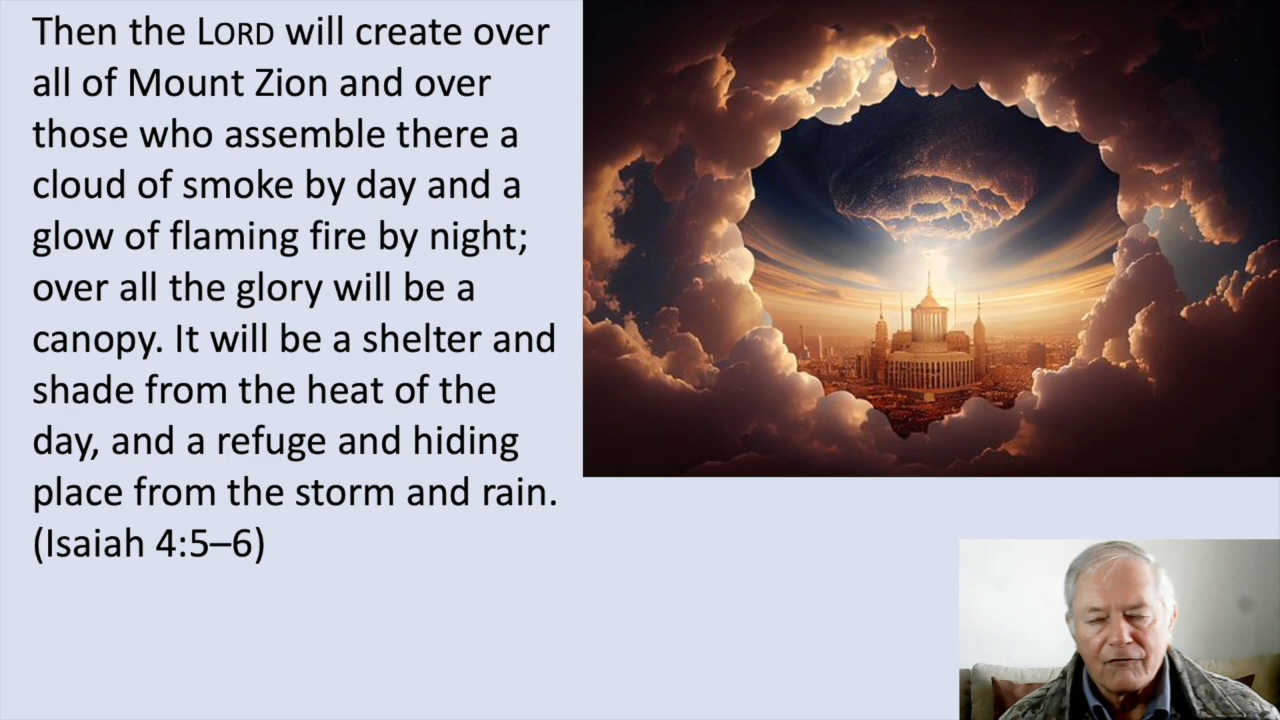 Then the LORD will create over
all of Mount Zion and over
those who assemble there a
cloud of smoke by day and a
glow of flaming fire by night;
over all the glory will be a
canopy. It will be a shelter and
shade from the heat of the
day, and a refuge and hiding
place from the storm and rain.
(Isaiah 4:5–6)